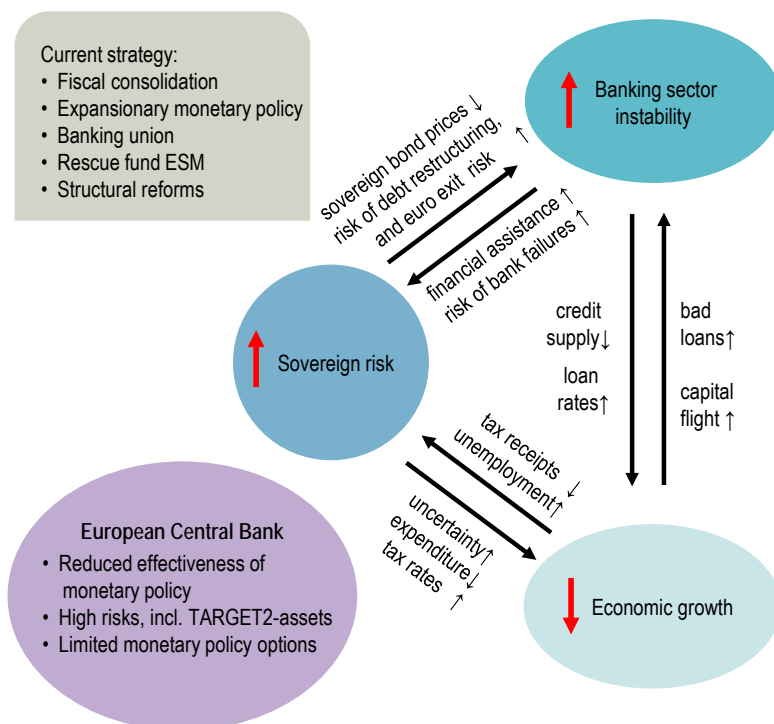 Current strategy:
• Fiscal consolidation
• Expansionary monetary policy
• Banking union
• Rescue fund ESM
• Structural reforms
Banking sector
instability
sovereign bond prices ↓
risk of debt restructuring, ↑
and euro exit risk
financial assistance ↑
risk of bank failures ↑
Sovereign risk
credit
supply↓
loan
rates↑
bad
loans↑
capital
flight ↑
tax receipts ↓
unemployment↑
uncertainty↑
expenditure↓
tax rates ↑
European Central Bank
• Reduced effectiveness of
monetary policy
• High risks, incl. TARGET2-assets
• Limited monetary policy options
Economic growth